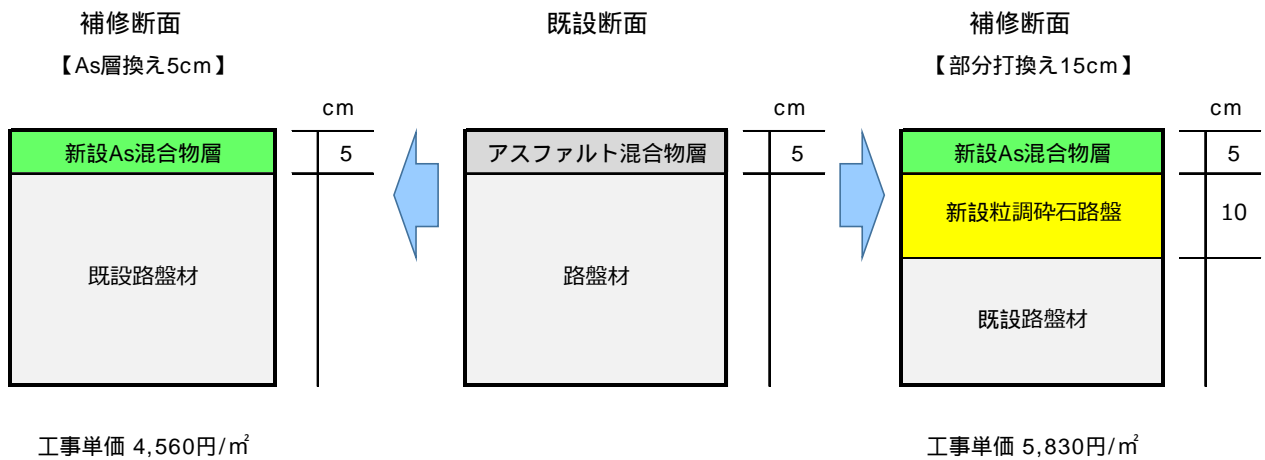 補修断面
【As層換え5cm】
cm
新設As混合物層
5
既設路盤材
工事単価 4,560円/㎡
既設断面
cm
アスファルト混合物層
5
路盤材
補修断面
【部分打換え15cm】
cm
新設As混合物層
5
新設粒調砕石路盤
10
既設路盤材
工事単価 5,830円/㎡